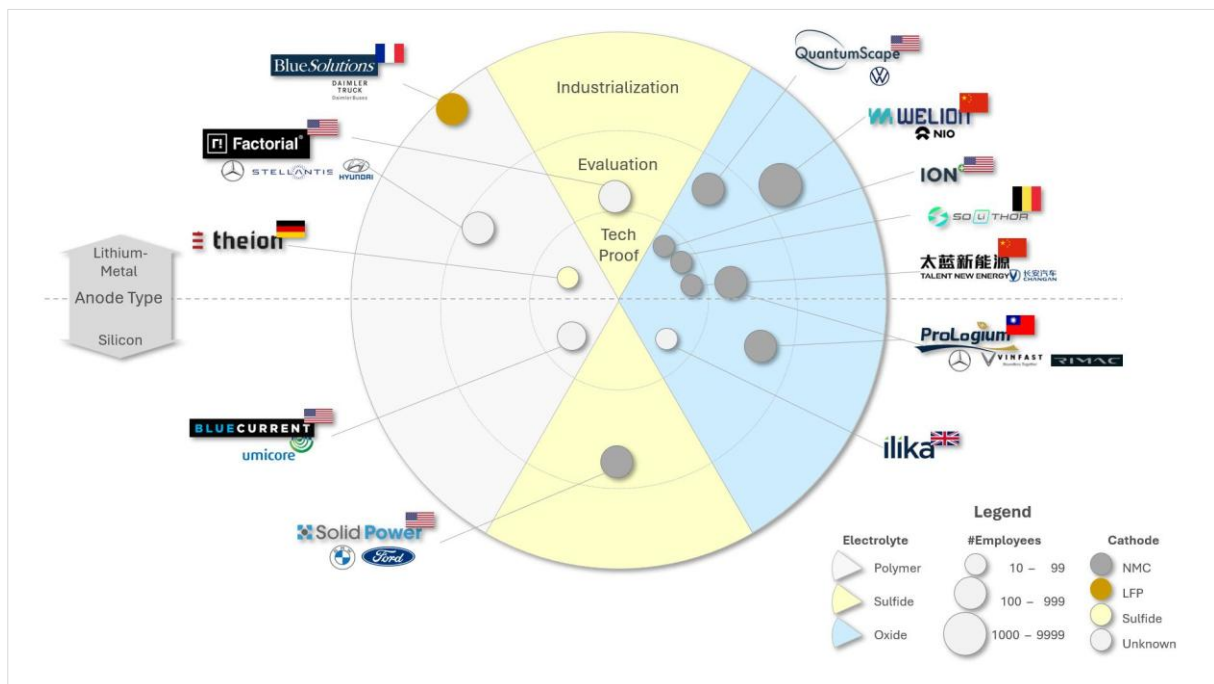 BlueSolutions
DAIMLER
TRUCK
Daimler Buses
Factorial
STELLANTIS
HYUNDAI
theion
Lithium-
Metal
Anode Type
Silicon
BLUECURRENT
umicore
Solid Power
Ford
Industrialization
Evaluation
Tech
Proof
QuantumScape
WELION
NIO
ION
SOLiTHOR
太蓝新能源
TALENT NEW ENERGY
长安汽车
CHANGAN
ProLogium
VINFAST
RIMAC
ilika
Legend
Electrolyte
Polymer
Sulfide
Oxide
#Employees
10 – 99
100 – 999
1000 – 9999
Cathode
NMC
LFP
Sulfide
Unknown